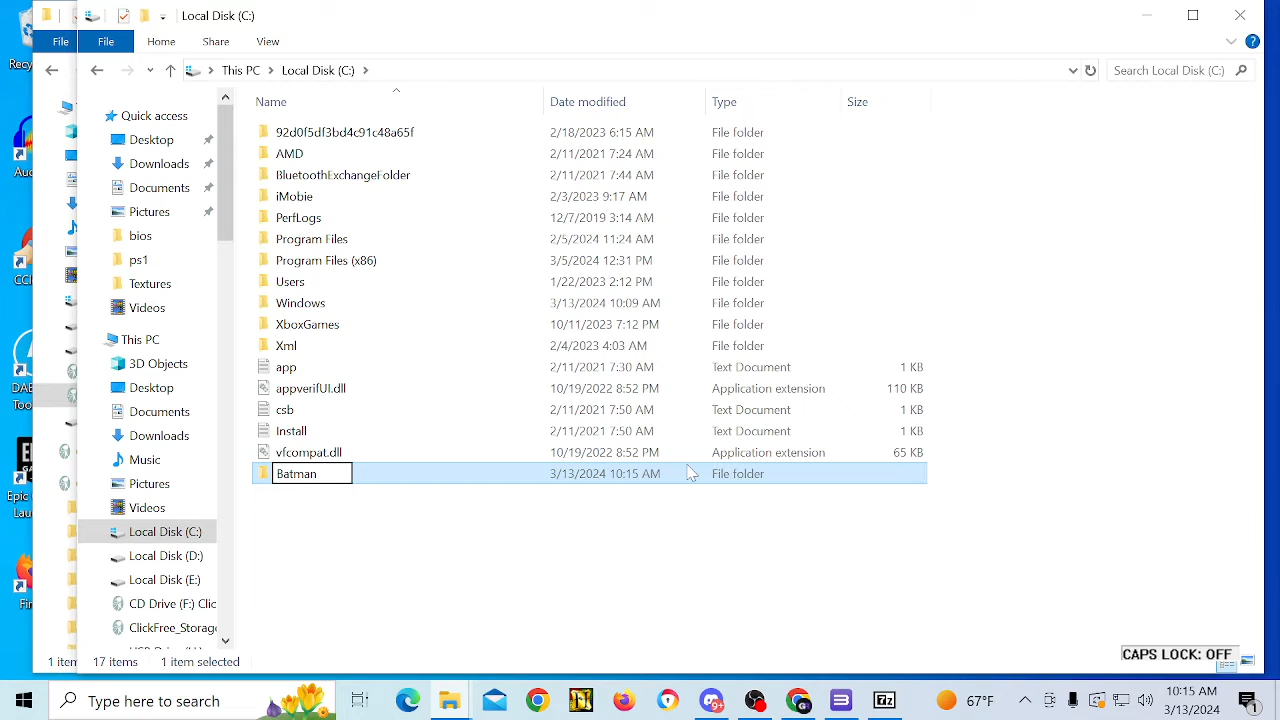 Local Disk (C:)
File
File
Home
Share
View
This PC
Local Disk (C:)
Search Local Disk (C:)
Name
Date modified
Type
Size
92d0f5df3bd4c91c48a65f
2/18/2023 6:15 AM
File folder
AMD
2/11/2021 7:24 AM
File folder
BluetoothExchangeFolder
2/11/2021 7:44 AM
File folder
iMobie
2/3/2023 9:17 AM
File folder
PerfLogs
12/7/2019 3:14 AM
File folder
Program Files
2/5/2024 11:24 AM
File folder
Program Files (x86)
3/5/2024 12:31 PM
File folder
Users
1/22/2023 2:12 PM
File folder
Windows
3/13/2024 10:09 AM
File folder
XboxGames
10/11/2023 7:12 PM
File folder
Xml
2/4/2023 4:03 AM
File folder
app
2/11/2021 7:30 AM
Text Document
1 KB
appverifUI.dll
10/19/2022 8:52 PM
Application extension
110 KB
csb
2/11/2021 7:50 AM
Text Document
1 KB
Install
2/11/2021 7:50 AM
Text Document
1 KB
vfcompat.dll
10/19/2022 8:52 PM
Application extension
65 KB
Batman
3/13/2024 10:15 AM
File folder
Quick access
Desktop
Downloads
Documents
Pictures
bios
ps1
Textures
Videos
This PC
3D Objects
Desktop
Documents
Downloads
Music
Pictures
Videos
Local Disk (C:)
Local Disk (D:)
Local Disk (E:)
CD Drive (F:) Clic
ClickFree_Storage
1 item
17 items
1 item selected
CAPS LOCK: OFF
Type here to search
9+
7z
67°F
10:15 AM
3/13/2024
1